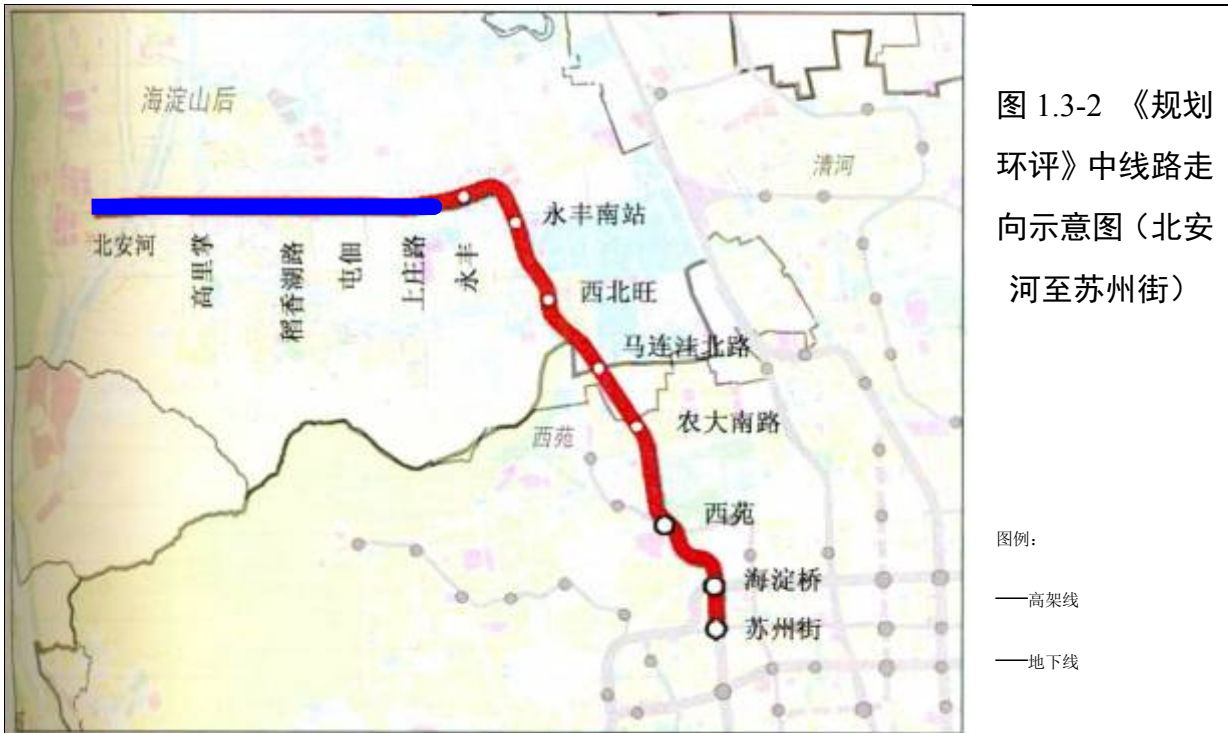 海淀山后
清河
北安河
高里掌
稻香湖路
屯佃
上庄路
永丰
永丰南站
西北旺
马连洼北路
农大南路
西苑
西苑
海淀桥
苏州街
图 1.3-2 《规划
环评》中线路走
向示意图（北安
河至苏州街）
图例：
──高架线
──地下线